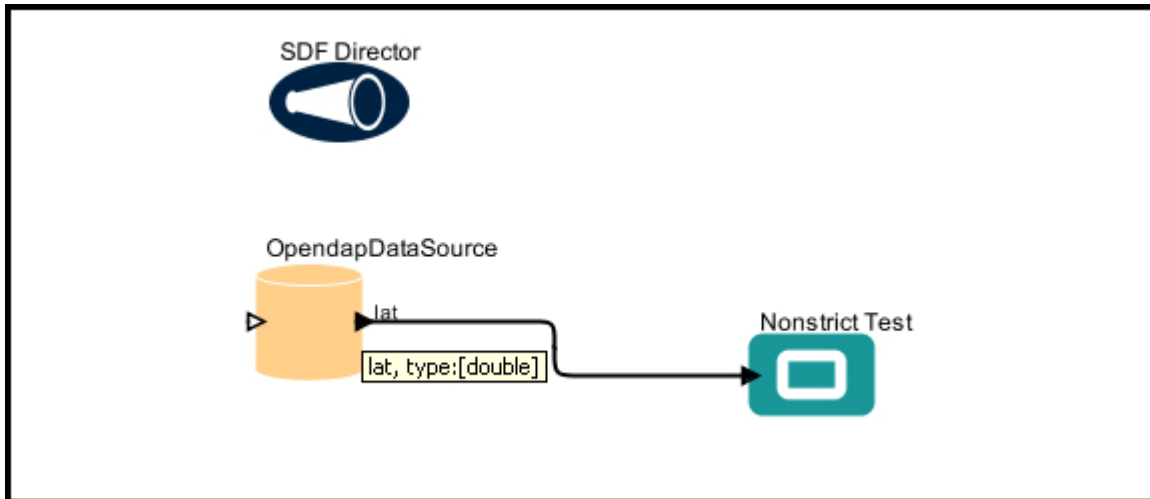 SDF Director
OpendapDataSource
lat
lat, type:[double]
Nonstrict Test